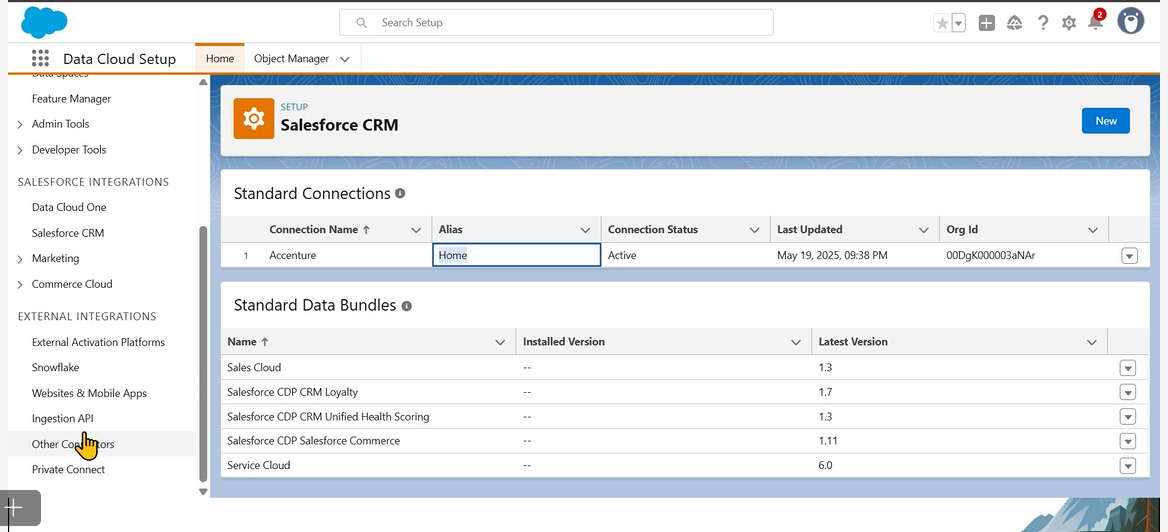 Search Setup
2
Data Cloud Setup
Home
Object Manager
Data Spaces
Feature Manager
Admin Tools
Developer Tools
SALESFORCE INTEGRATIONS
Data Cloud One
Salesforce CRM
Marketing
Commerce Cloud
EXTERNAL INTEGRATIONS
External Activation Platforms
Snowflake
Websites & Mobile Apps
Ingestion API
Other Connectors
Private Connect
SETUP
Salesforce CRM
New
Standard Connections
Connection Name Alias Connection Status Last Updated Org Id
1 Accenture Home Active May 19, 2025, 09:38 PM 00DgK000003aNAr
Standard Data Bundles
Name Installed Version Latest Version
Sales Cloud -- 1.3
Salesforce CDP CRM Loyalty -- 1.7
Salesforce CDP CRM Unified Health Scoring -- 1.3
Salesforce CDP Salesforce Commerce -- 1.11
Service Cloud -- 6.0